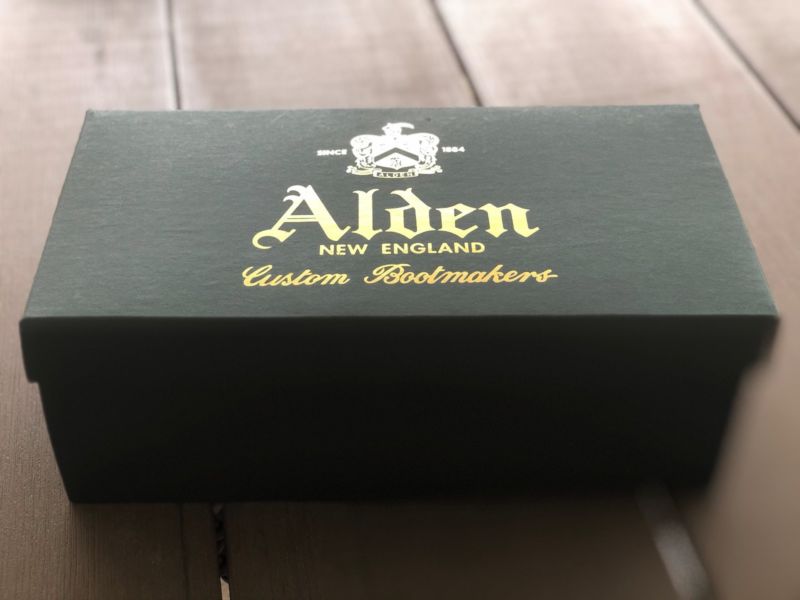 SINCE 1884
ALDEN
Alden
NEW ENGLAND
Custom Bootmakers